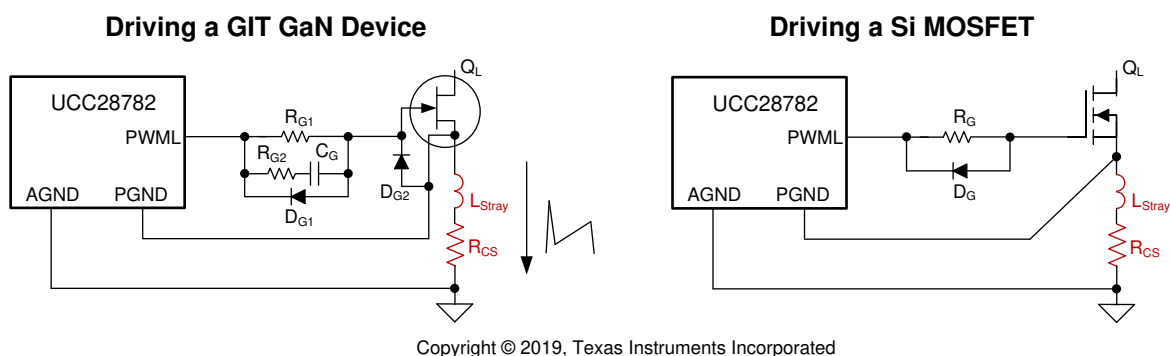 Driving a GIT GaN Device
UCC28782
PWML
AGND
PGND
RG1
RG2
CG
DG1
DG2
QL
LStray
RCS
Driving a Si MOSFET
UCC28782
PWML
AGND
PGND
RG
DG
QL
LStray
RCS
Copyright © 2019, Texas Instruments Incorporated